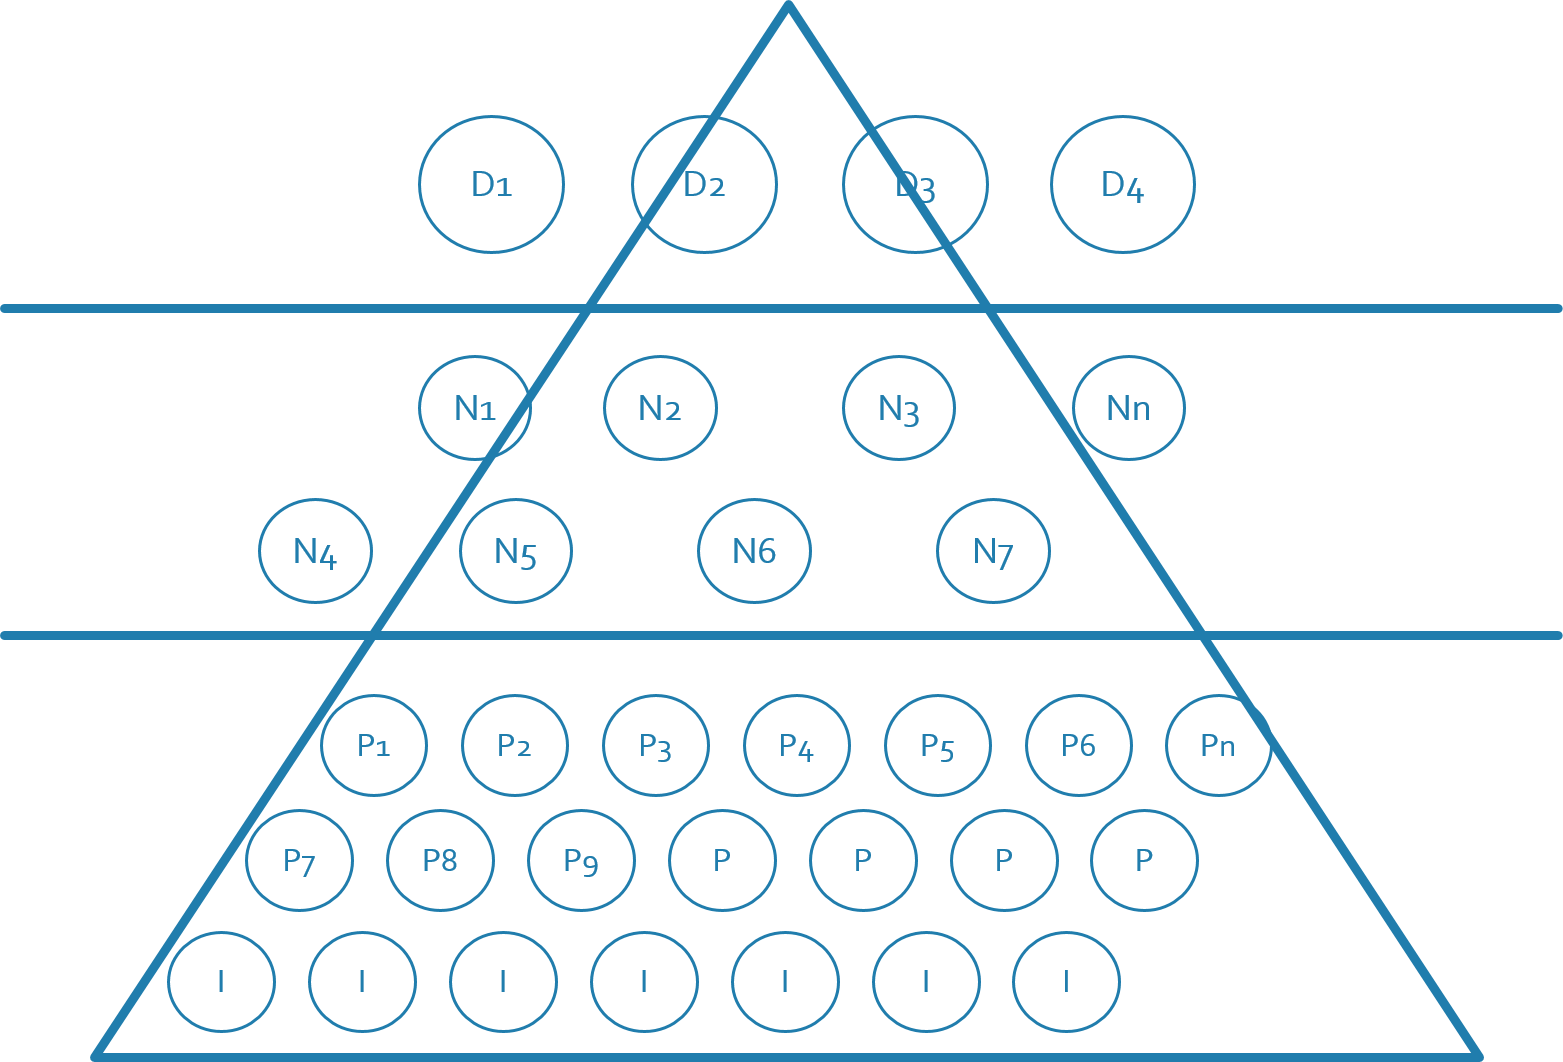 D1 D2 D3 D4
N1 N2 N3 Nn
N4 N5 N6 N7
P1 P2 P3 P4 P5 P6 Pn
P7 P8 P9 P P P P
I I I I I I I